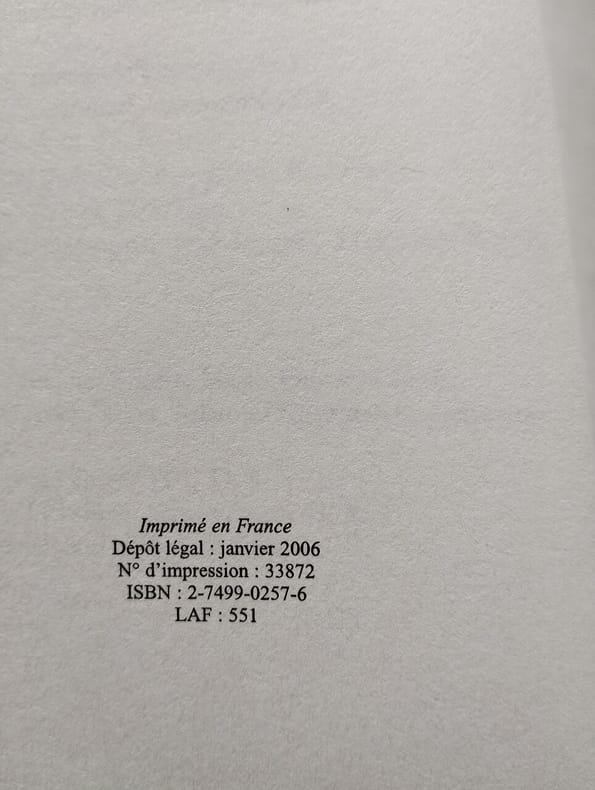 Imprimé en France
Dépôt légal : janvier 2006
N° d'impression : 33872
ISBN : 2-7499-0257-6
LAF : 551